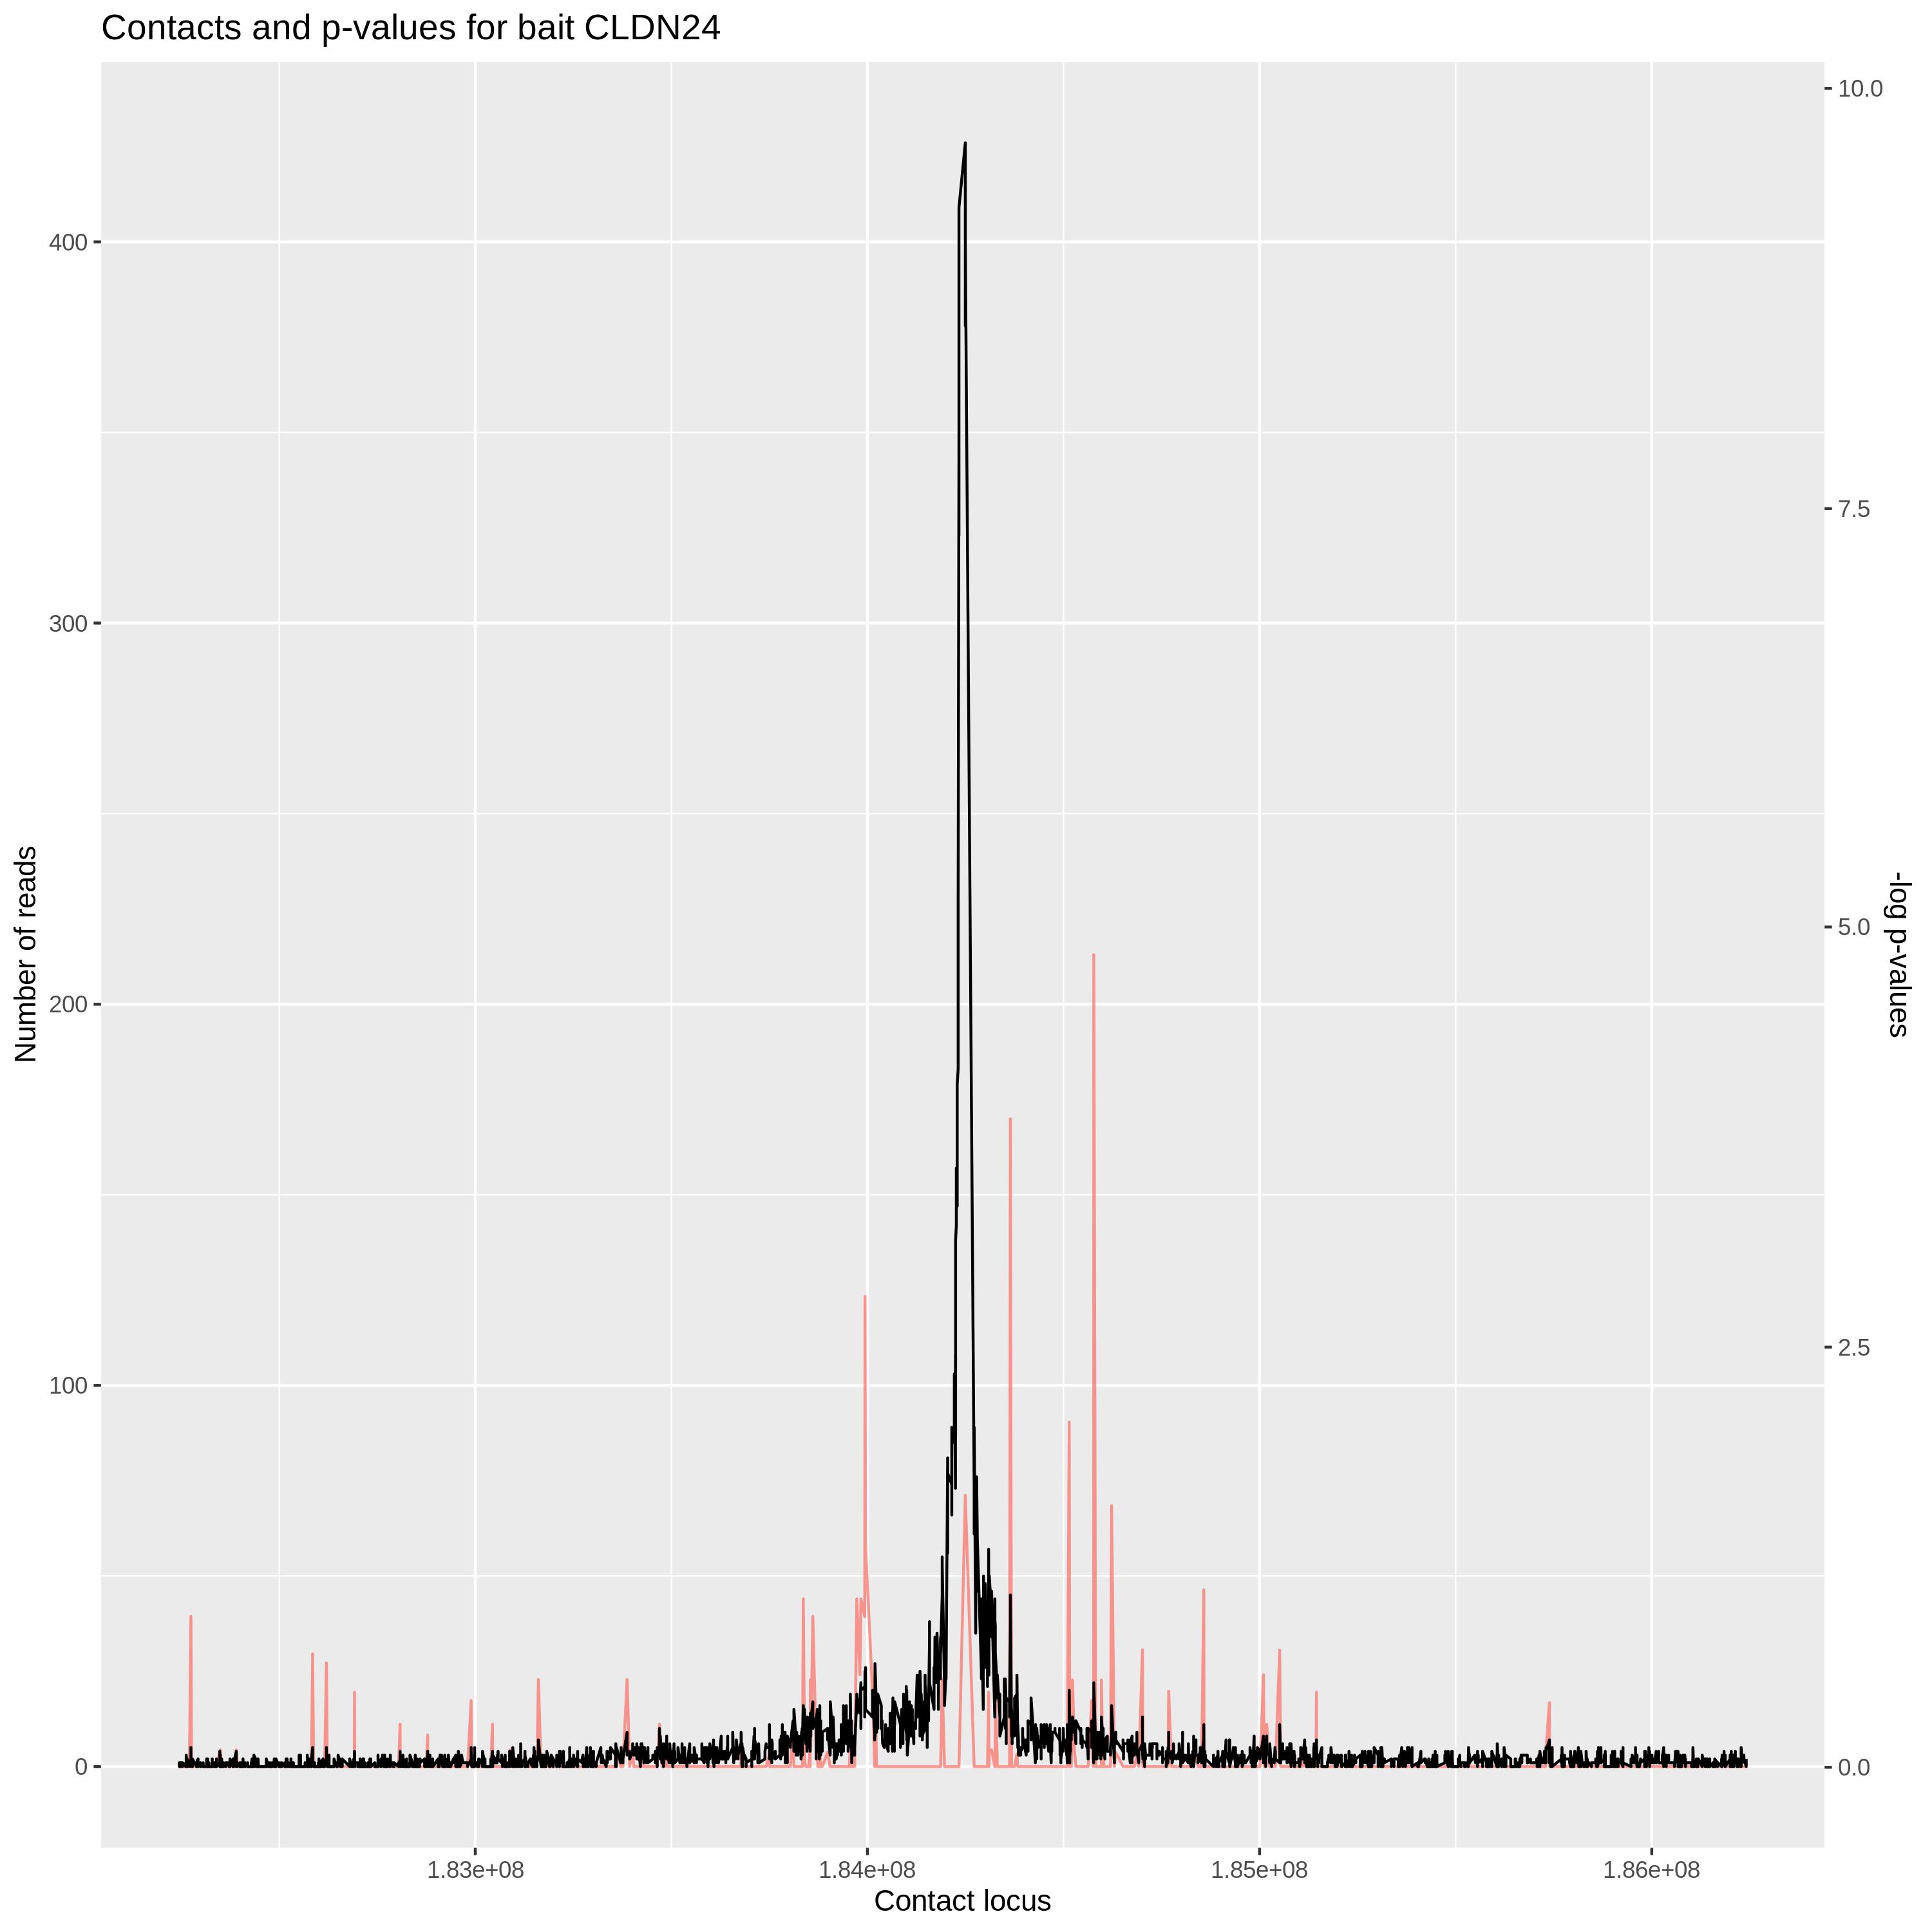 Contacts and p-values for bait CLDN24
Number of reads
400
300
200
100
0
10.0
7.5
5.0
2.5
0.0
-log p-values
1.83e+08
1.84e+08
1.85e+08
1.86e+08
Contact locus